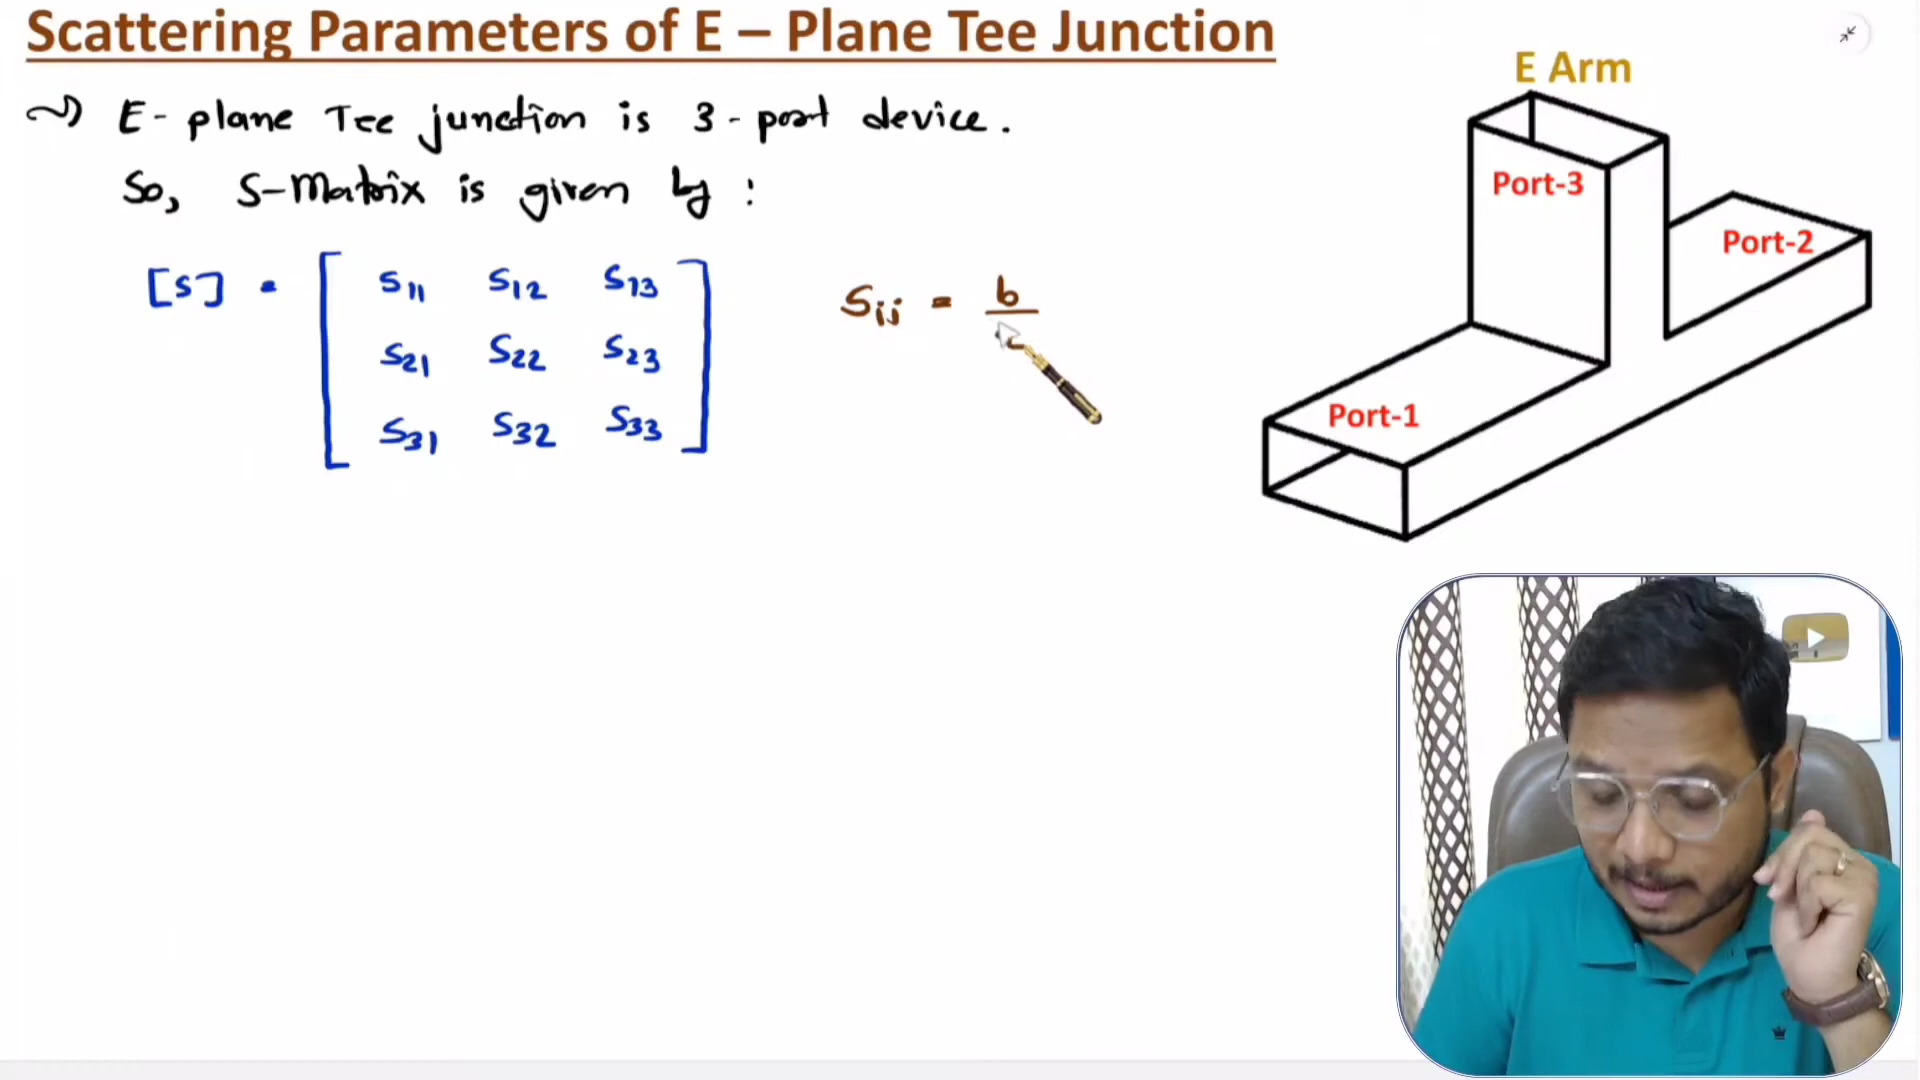 Scattering Parameters of E – Plane Tee Junction
E - plane Tee junction is 3 - port device.
So, S-Matrix is given by :
[S] = [ S11 S12 S13
S21 S22 S23
S31 S32 S33 ]
Sij = b
E Arm
Port-3
Port-2
Port-1